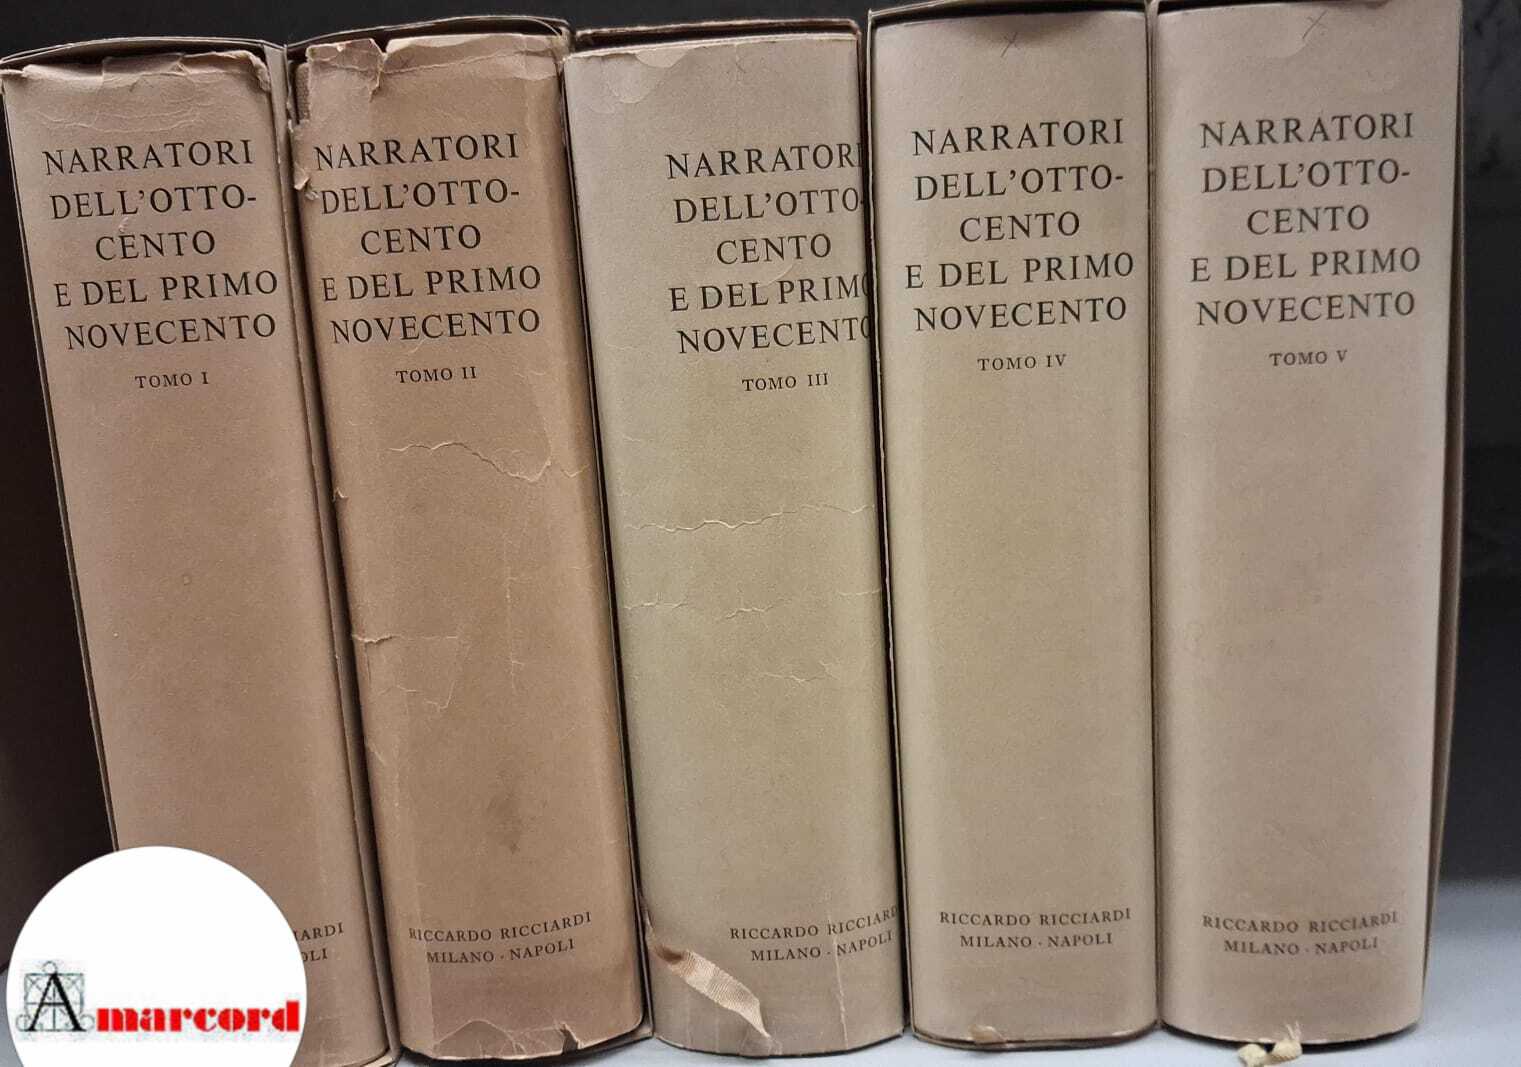 NARRATORI
DELL'OTTO-
CENTO
E DEL PRIMO
NOVECENTO
TOMO I
NARRATORI
DELL'OTTO-
CENTO
E DEL PRIMO
NOVECENTO
TOMO II
RICCARDO RICCIARDI
MILANO · NAPOLI
NARRATORI
DELL'OTTO-
CENTO
E DEL PRIMO
NOVECENTO
TOMO III
RICCARDO RICCIARD
MILANO · NAPOLI
NARRATORI
DELL'OTTO-
CENTO
E DEL PRIMO
NOVECENTO
TOMO IV
RICCARDO RICCIARDI
MILANO · NAPOLI
NARRATORI
DELL'OTTO-
CENTO
E DEL PRIMO
NOVECENTO
TOMO V
RICCARDO RICCIARDI
MILANO · NAPOLI
Amarcord